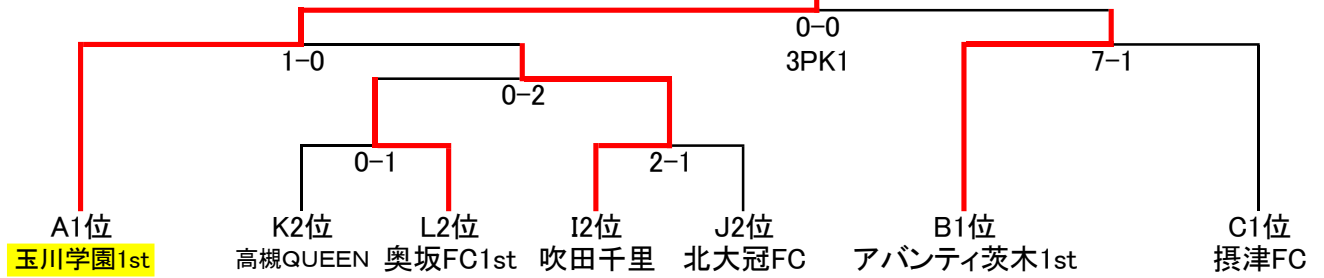 0-0
3PK1
1-0
7-1
0-2
0-1
2-1
A1位
K2位
L2位
I2位
J2位
B1位
C1位
玉川学園1st
高槻QUEEN
奥坂FC1st
吹田千里
北大冠FC
アバンティ茨木1st
摂津FC